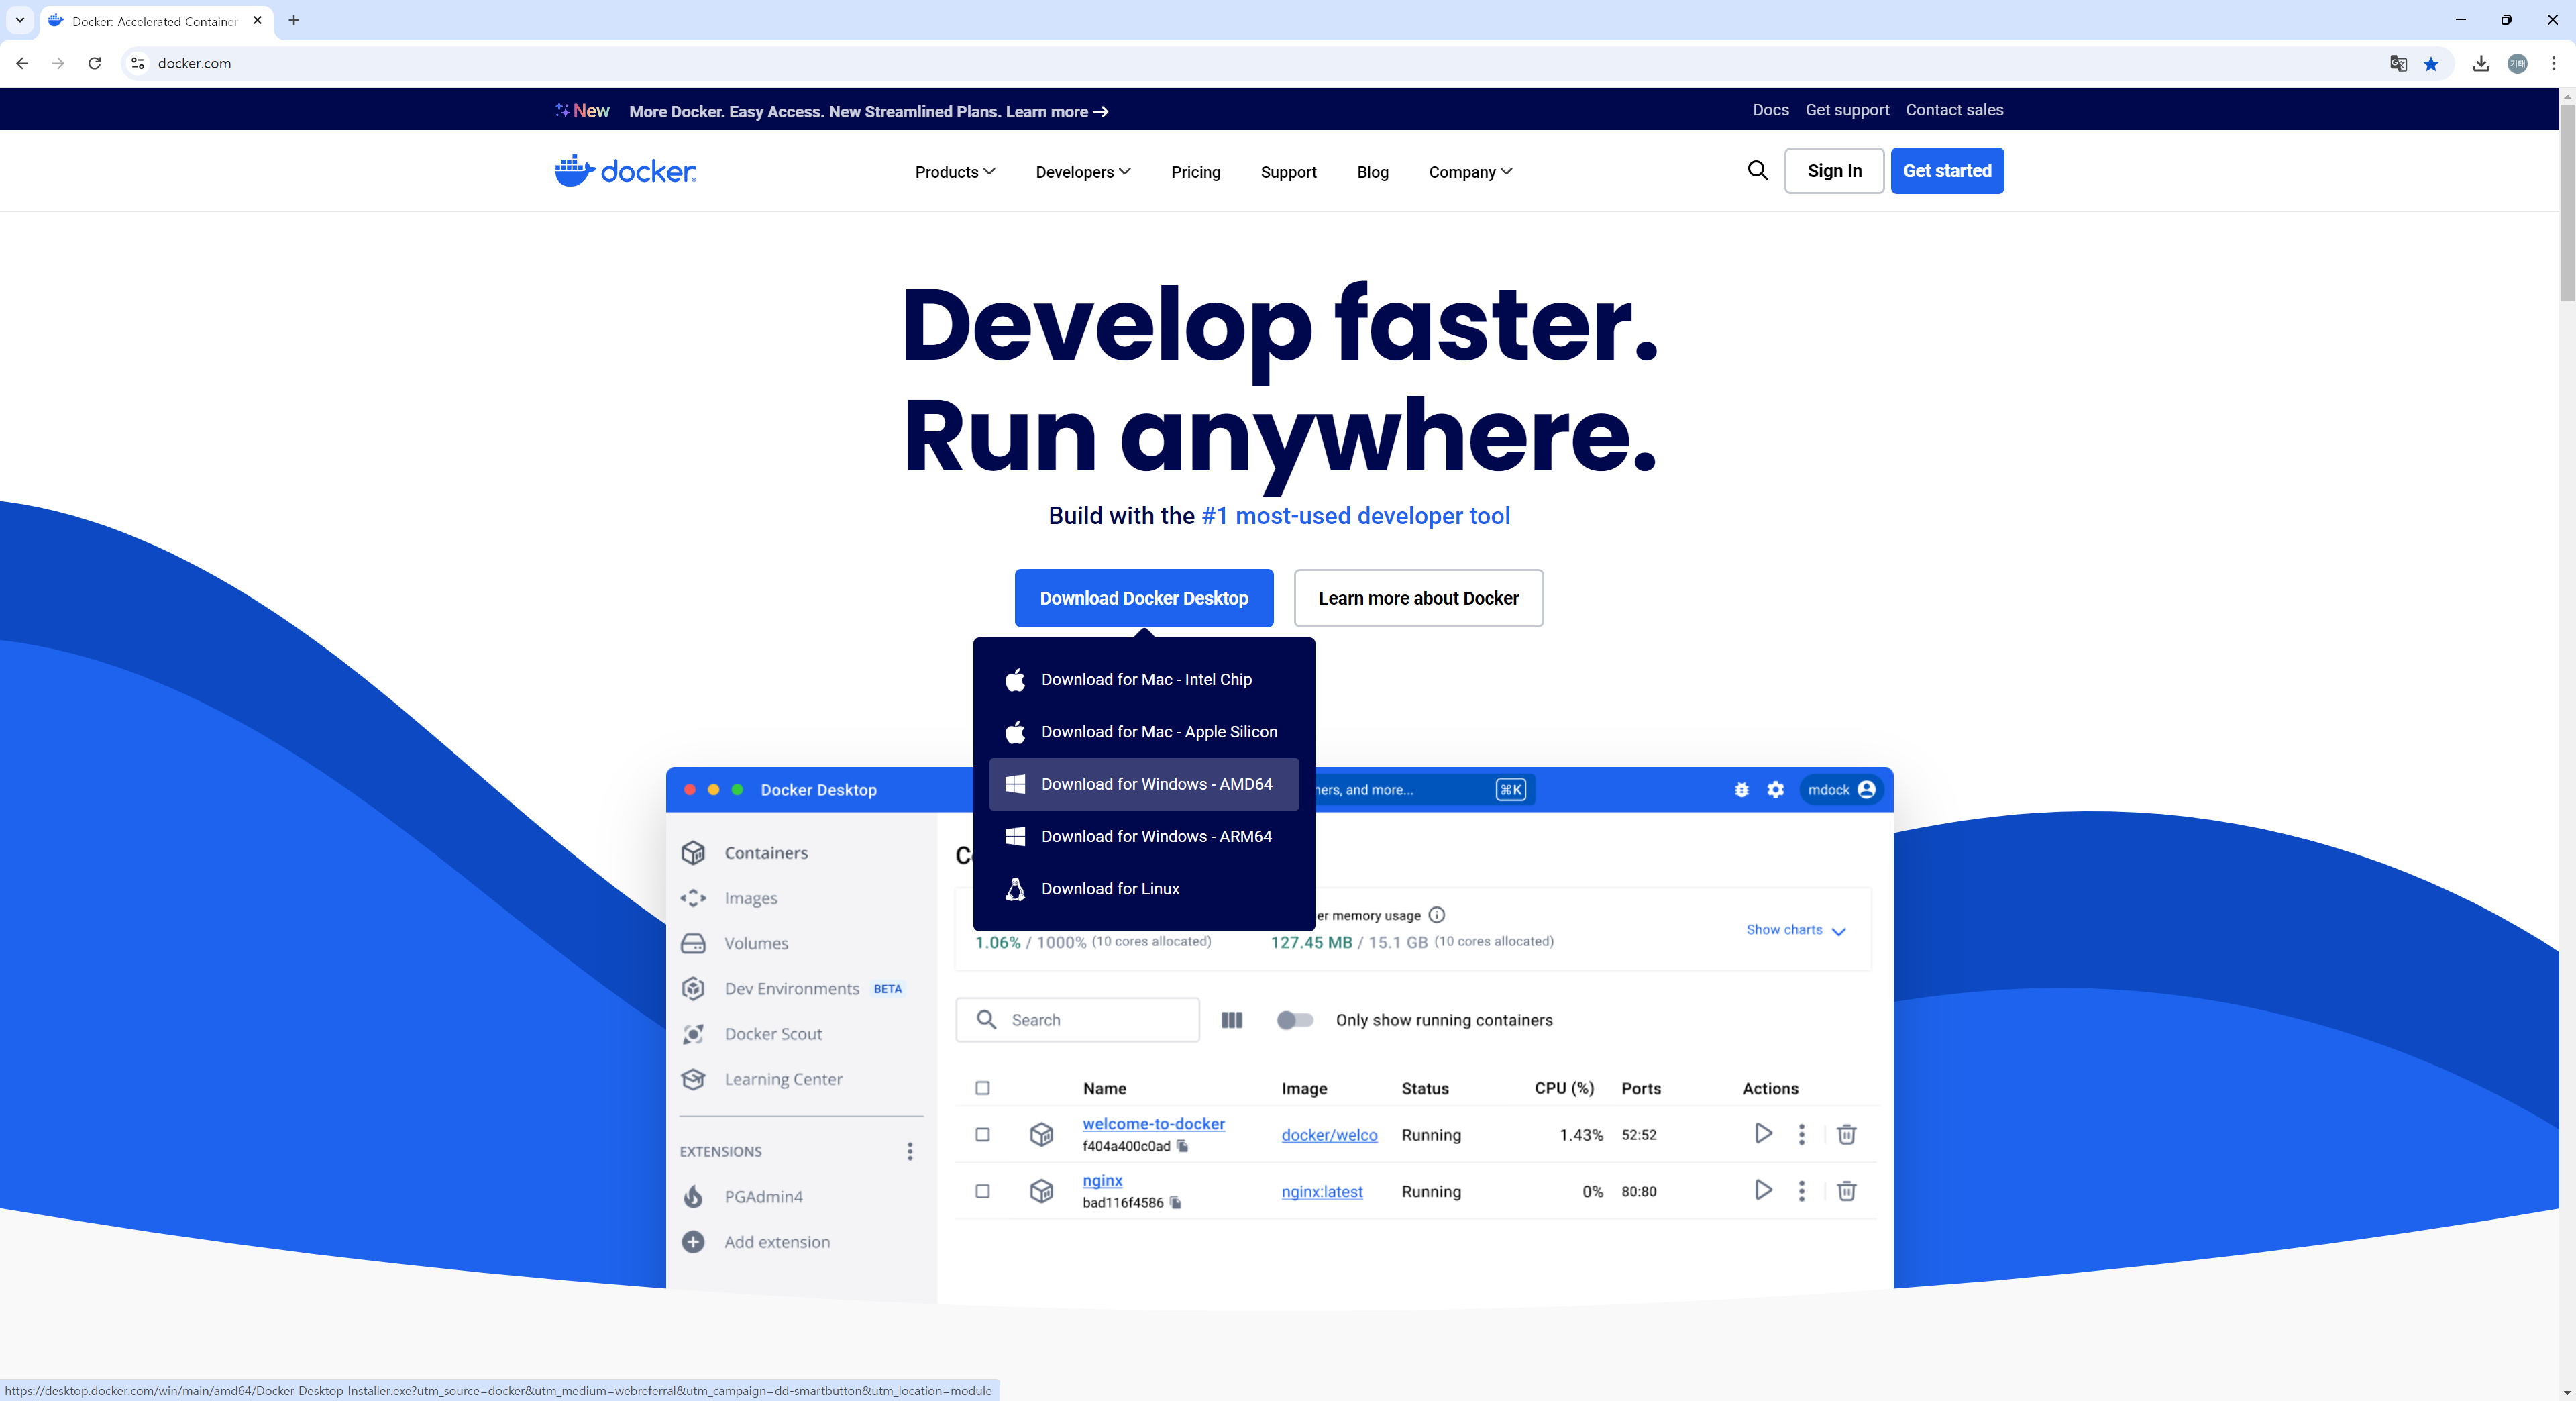 Docker: Accelerated Container
docker.com
기태
New More Docker. Easy Access. New Streamlined Plans. Learn more →
Docs Get support Contact sales
docker
Products Developers Pricing Support Blog Company
Sign In Get started
Develop faster.
Run anywhere.
Build with the #1 most-used developer tool
Download Docker Desktop Learn more about Docker
Download for Mac - Intel Chip
Download for Mac - Apple Silicon
Download for Windows - AMD64
Download for Windows - ARM64
Download for Linux
Docker Desktop
ners, and more... ⌘K
mdock
Containers
Images
Volumes
Dev Environments BETA
Docker Scout
Learning Center
EXTENSIONS
PGAdmin4
Add extension
C
er memory usage
1.06% / 1000% (10 cores allocated) 127.45 MB / 15.1 GB (10 cores allocated)
Show charts
Search Only show running containers
Name Image Status CPU (%) Ports Actions
welcome-to-docker docker/welco Running 1.43% 52:52
f404a400c0ad
nginx nginx:latest Running 0% 80:80
bad116f4586
https://desktop.docker.com/win/main/amd64/Docker Desktop Installer.exe?utm_source=docker&utm_medium=webreferral&utm_campaign=dd-smartbutton&utm_location=module